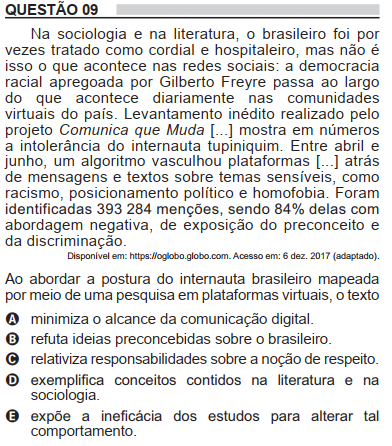 QUESTÃO 09
Na sociologia e na literatura, o brasileiro foi por
vezes tratado como cordial e hospitaleiro, mas não é
isso o que acontece nas redes sociais: a democracia
racial apregoada por Gilberto Freyre passa ao largo
do que acontece diariamente nas comunidades
virtuais do país. Levantamento inédito realizado pelo
projeto Comunica que Muda [...] mostra em números
a intolerância do internauta tupiniquim. Entre abril e
junho, um algoritmo vasculhou plataformas [...] atrás
de mensagens e textos sobre temas sensíveis, como
racismo, posicionamento político e homofobia. Foram
identificadas 393 284 menções, sendo 84% delas com
abordagem negativa, de exposição do preconceito e
da discriminação.
Disponível em: https://oglobo.globo.com. Acesso em: 6 dez. 2017 (adaptado).
Ao abordar a postura do internauta brasileiro mapeada
por meio de uma pesquisa em plataformas virtuais, o texto
A minimiza o alcance da comunicação digital.
B refuta ideias preconcebidas sobre o brasileiro.
C relativiza responsabilidades sobre a noção de respeito.
D exemplifica conceitos contidos na literatura e na
sociologia.
E expõe a ineficácia dos estudos para alterar tal
comportamento.